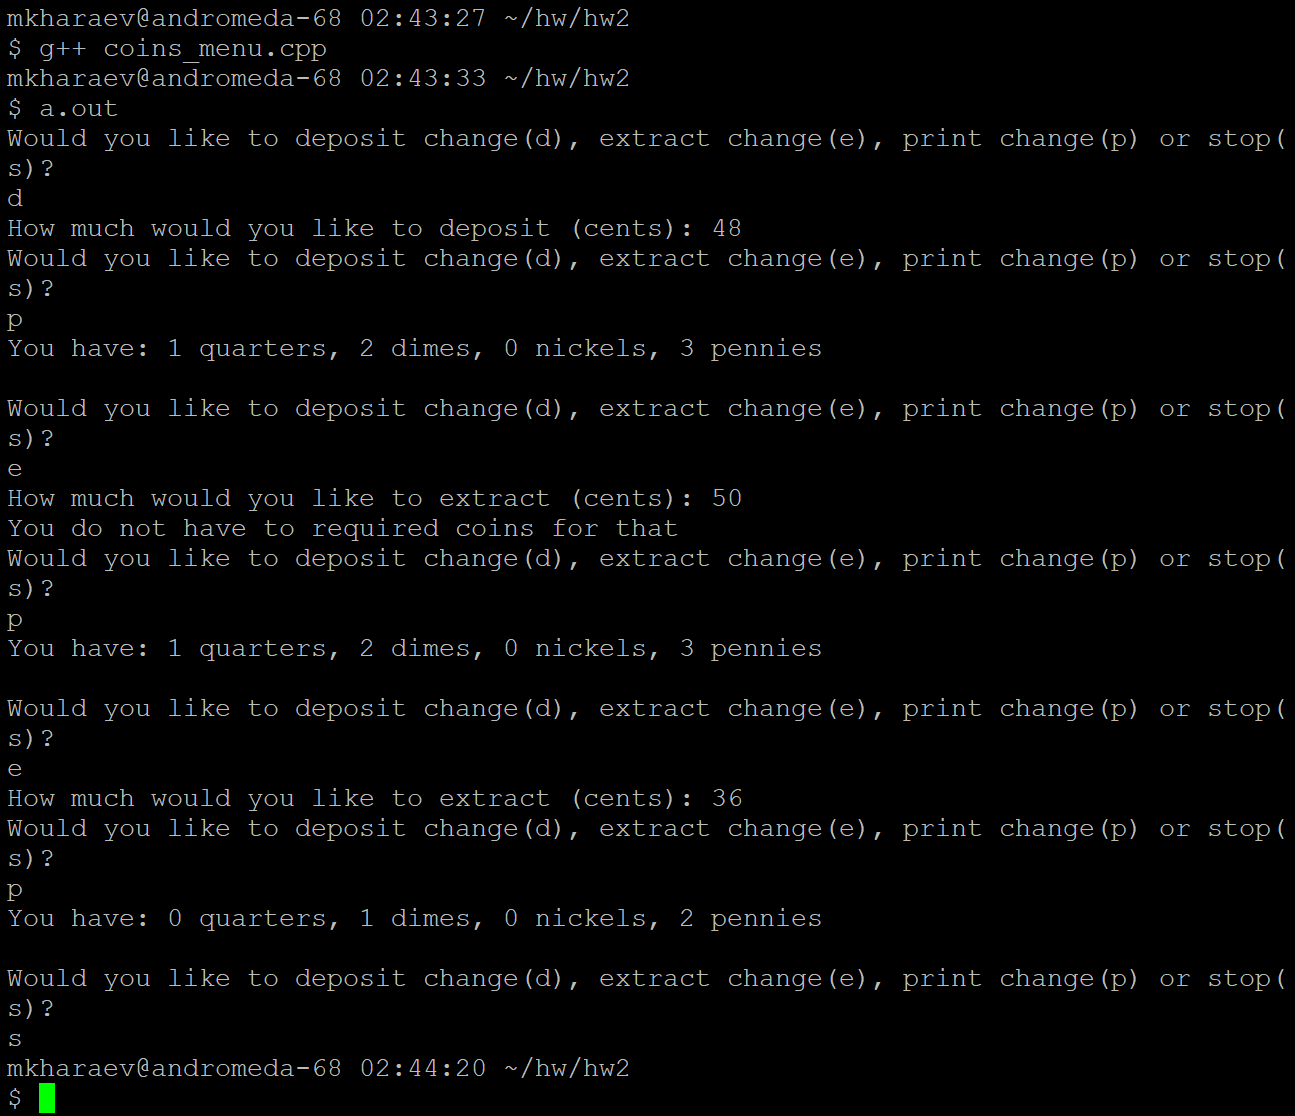 mkharaev@andromeda-68 02:43:27 ~/hw/hw2
$ g++ coins_menu.cpp
mkharaev@andromeda-68 02:43:33 ~/hw/hw2
$ a.out
Would you like to deposit change(d), extract change(e), print change(p) or stop(
s)?
d
How much would you like to deposit (cents): 48
Would you like to deposit change(d), extract change(e), print change(p) or stop(
s)?
p
You have: 1 quarters, 2 dimes, 0 nickels, 3 pennies

Would you like to deposit change(d), extract change(e), print change(p) or stop(
s)?
e
How much would you like to extract (cents): 50
You do not have to required coins for that
Would you like to deposit change(d), extract change(e), print change(p) or stop(
s)?
p
You have: 1 quarters, 2 dimes, 0 nickels, 3 pennies

Would you like to deposit change(d), extract change(e), print change(p) or stop(
s)?
e
How much would you like to extract (cents): 36
Would you like to deposit change(d), extract change(e), print change(p) or stop(
s)?
p
You have: 0 quarters, 1 dimes, 0 nickels, 2 pennies

Would you like to deposit change(d), extract change(e), print change(p) or stop(
s)?
s
mkharaev@andromeda-68 02:44:20 ~/hw/hw2
$